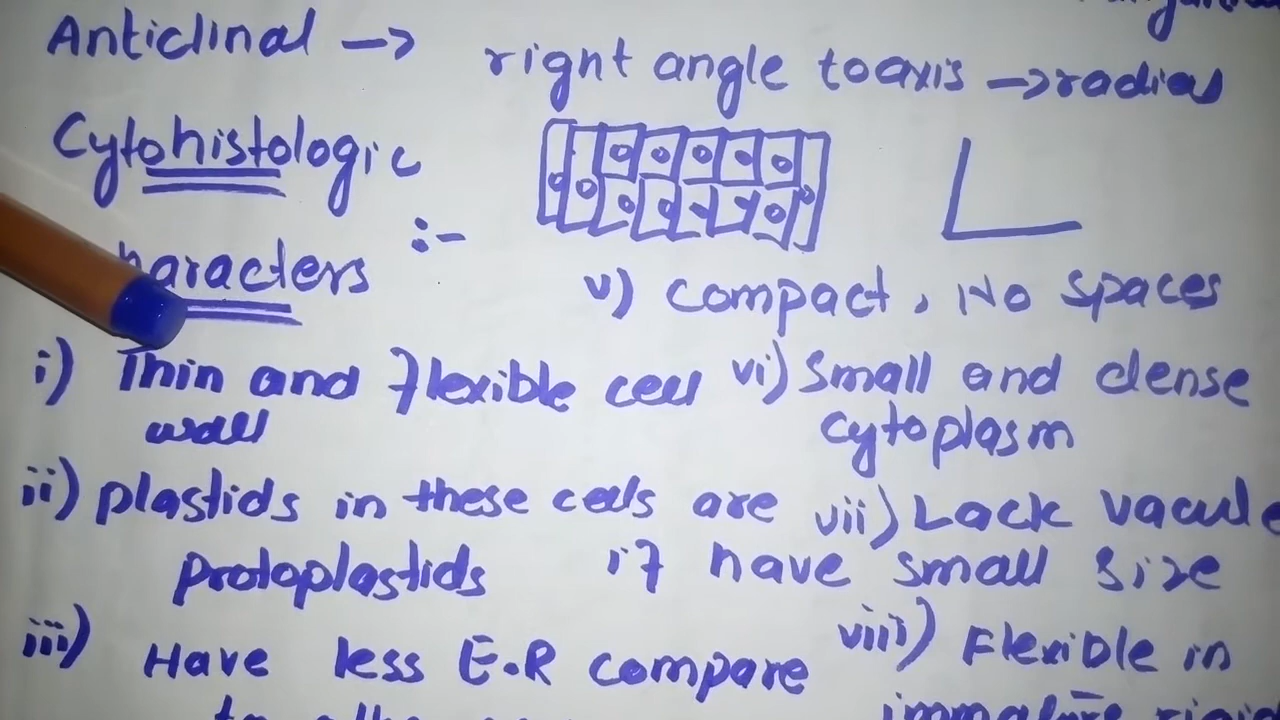 Anticlinal → right angle to axis → radial
Cytohistologic
characters :-
i) Thin and flexible cell
wall
ii) plastids in these cells are
protoplastids
iii) Have less E.R compare
v) compact, No spaces
vi) Small and dense
cytoplasm
vii) Lack vacule
if have small size
viii) Flexible in